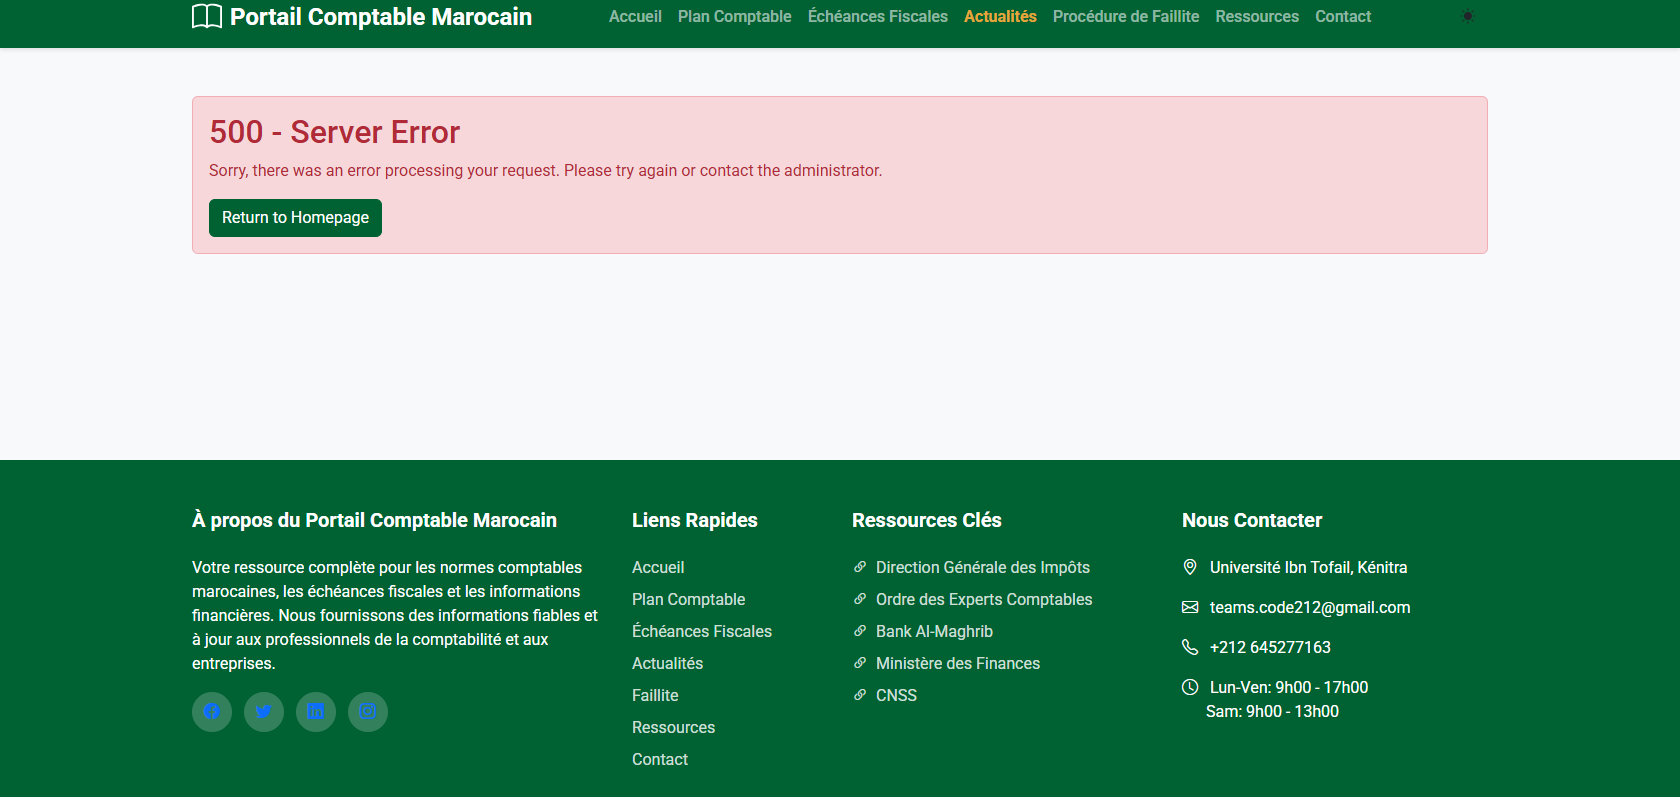 Portail Comptable Marocain
Accueil Plan Comptable Échéances Fiscales Actualités Procédure de Faillite Ressources Contact
500 - Server Error
Sorry, there was an error processing your request. Please try again or contact the administrator.
Return to Homepage
À propos du Portail Comptable Marocain
Votre ressource complète pour les normes comptables
marocaines, les échéances fiscales et les informations
financières. Nous fournissons des informations fiables et
à jour aux professionnels de la comptabilité et aux
entreprises.
Liens Rapides
Accueil
Plan Comptable
Échéances Fiscales
Actualités
Faillite
Ressources
Contact
Ressources Clés
Direction Générale des Impôts
Ordre des Experts Comptables
Bank Al-Maghrib
Ministère des Finances
CNSS
Nous Contacter
Université Ibn Tofail, Kénitra
teams.code212@gmail.com
+212 645277163
Lun-Ven: 9h00 - 17h00
Sam: 9h00 - 13h00